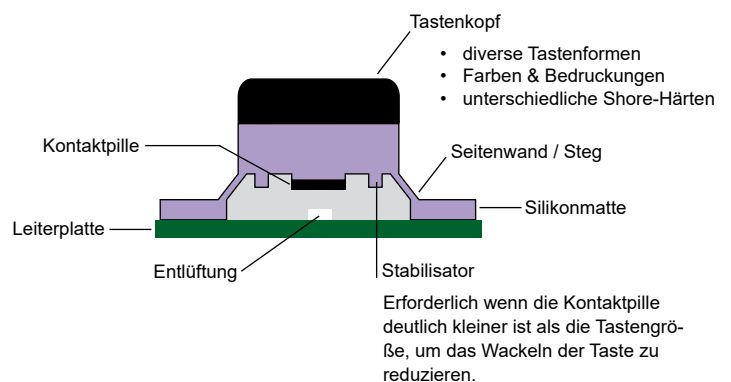 Tastenkopf
• diverse Tastenformen
• Farben & Bedruckungen
• unterschiedliche Shore-Härten
Kontaktpille
Seitenwand / Steg
Silikonmatte
Leiterplatte
Entlüftung
Stabilisator
Erforderlich wenn die Kontaktpille
deutlich kleiner ist als die Tastengrö-
ße, um das Wackeln der Taste zu
reduzieren.